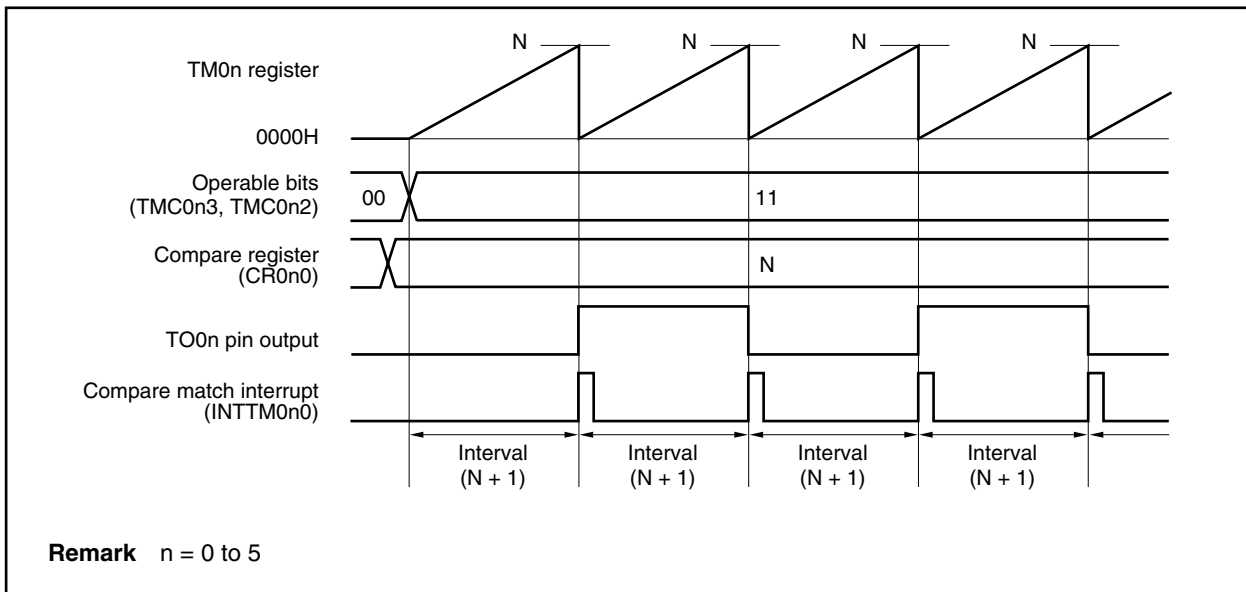 N N N N
TM0n register
0000H
Operable bits
(TMC0n3, TMC0n2)
00 11
Compare register
(CR0n0)
N
TO0n pin output
Compare match interrupt
(INTTM0n0)
Interval Interval Interval Interval
(N + 1) (N + 1) (N + 1) (N + 1)
Remark n = 0 to 5